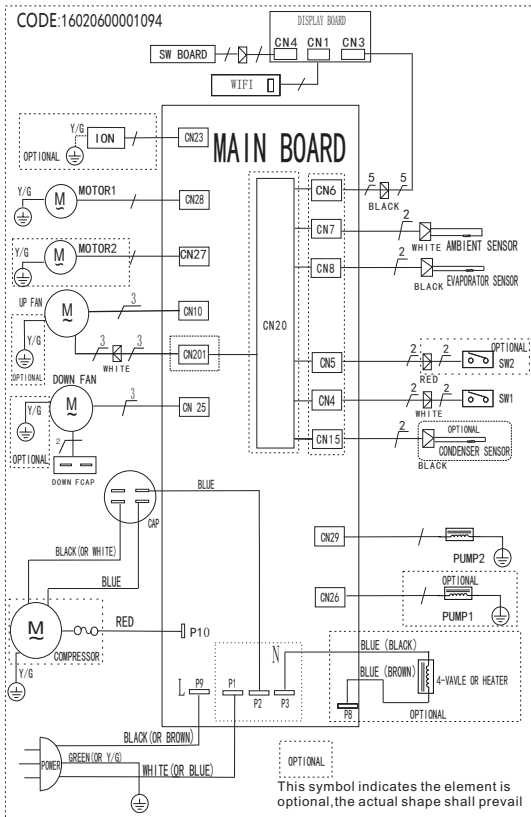 CODE:16020600001094
DISPLAY BOARD
CN4 CN1 CN3
SW BOARD
WIFI
MAIN BOARD
Y/G
ION
OPTIONAL
CN23
Y/G
MOTOR1
M
~
CN28
Y/G
MOTOR2
M
~
CN27
UP FAN
M
~
3
CN10
Y/G
OPTIONAL
3 3
WHITE
CN201
DOWN FAN
M
~
3
CN 25
Y/G
OPTIONAL
2
DOWN FCAP
CN20
CN6
5 5
BLACK
CN7
2
WHITE AMBIENT SENSOR
CN8
2
BLACK
EVAPORATOR SENSOR
CN5
2 2
RED
OPTIONAL
SW2
CN4
2 2
WHITE
SW1
CN15
2
BLACK
OPTIONAL
CONDENSER SENSOR
BLUE
CAP
BLACK(OR WHITE)
BLUE
M
~
RED
COMPRESSOR
Y/G
P10
CN29
PUMP2
CN26
OPTIONAL
PUMP1
N
L P9 P1 P2 P3
BLUE (BLACK)
BLUE (BROWN)
4-VAVLE OR HEATER
P8
OPTIONAL
BLACK(OR BROWN)
POWER
GREEN(OR Y/G)
WHITE(OR BLUE)
OPTIONAL
This symbol indicates the element is
optional,the actual shape shall prevail